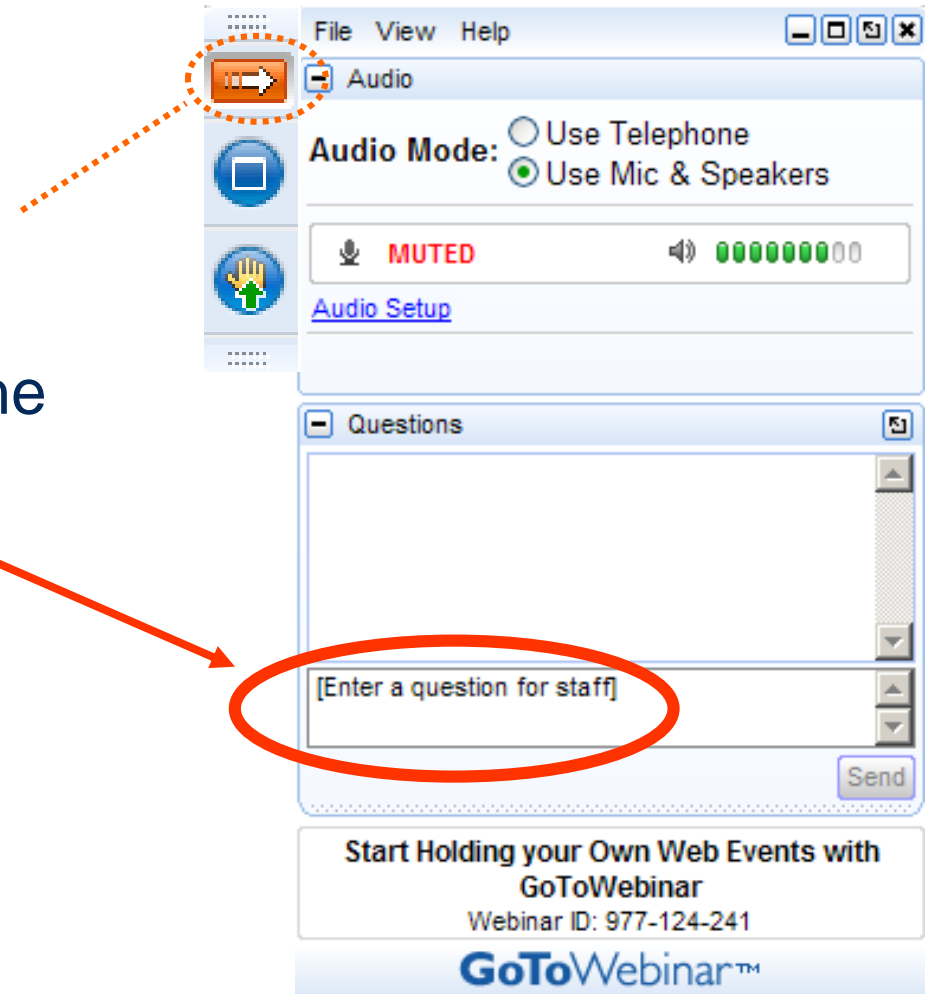 File View Help
Audio
Audio Mode: Use Telephone
Use Mic & Speakers
MUTED
Audio Setup
ne
Questions
[Enter a question for staff]
Send
Start Holding your Own Web Events with
GoToWebinar
Webinar ID: 977-124-241
GoToWebinar™